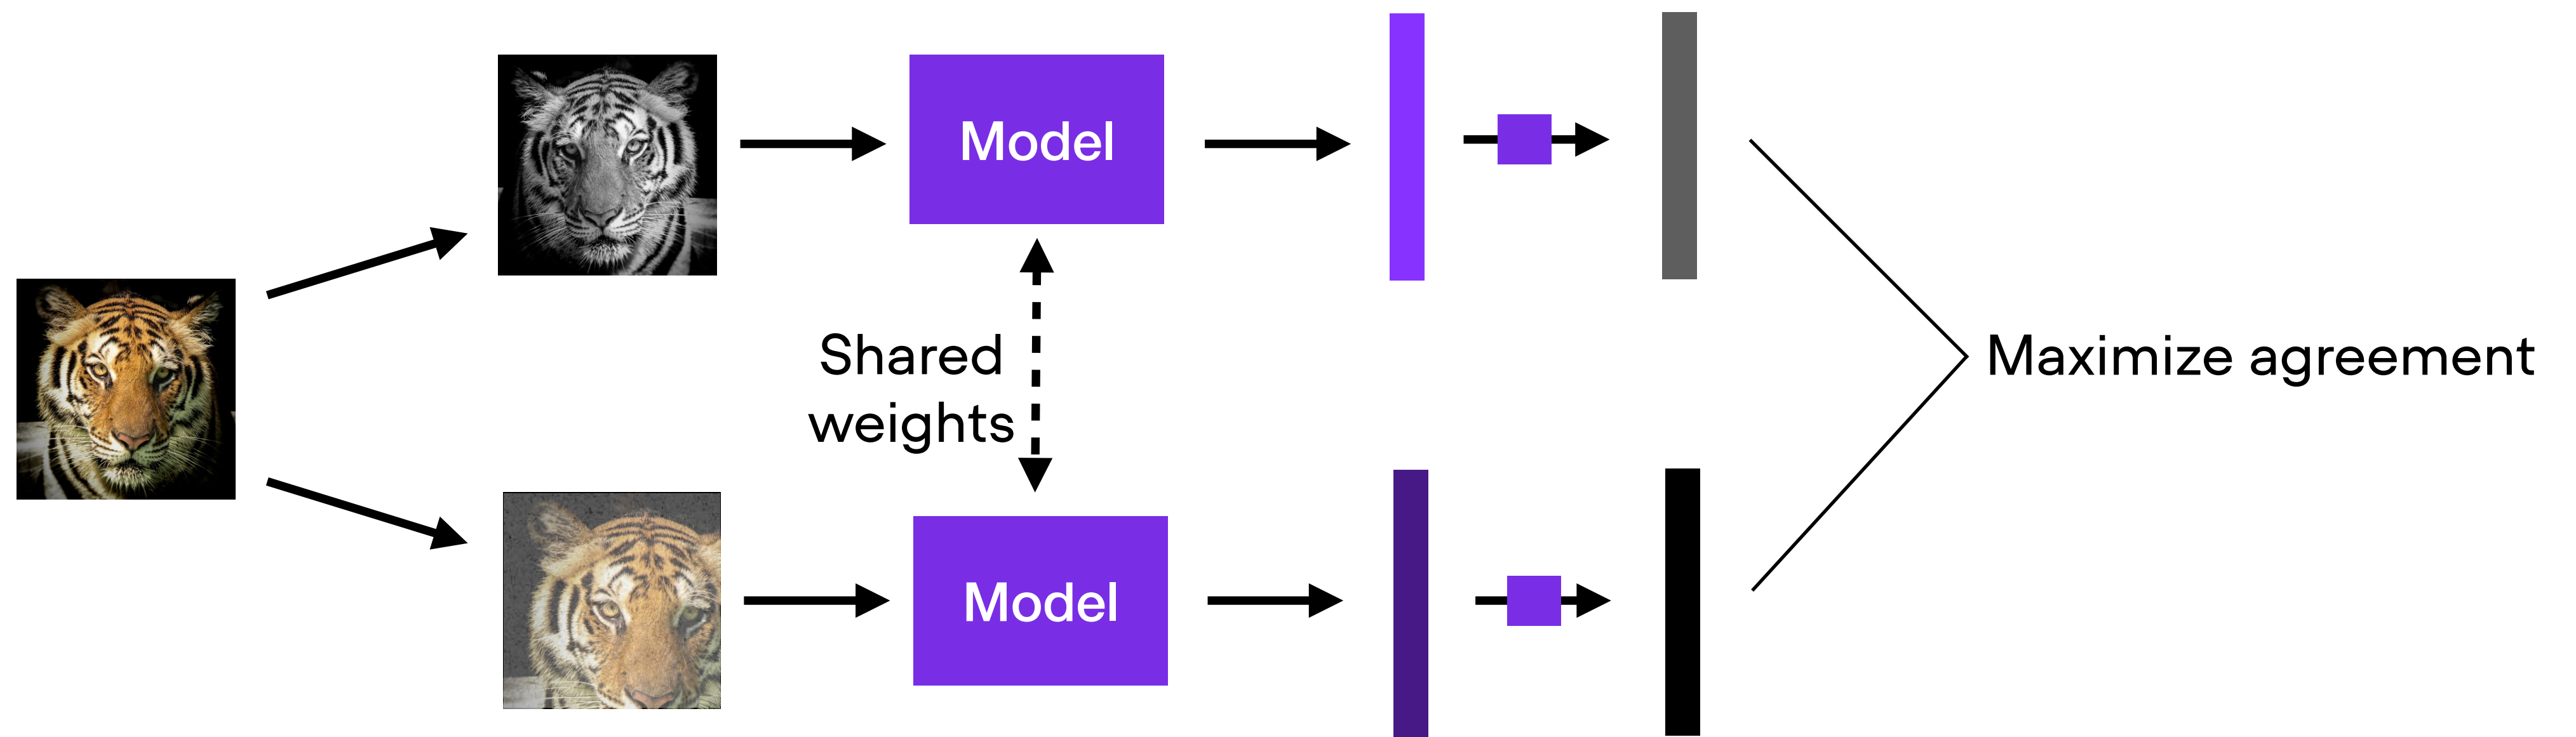 Model
Shared
weights
Maximize agreement
Model